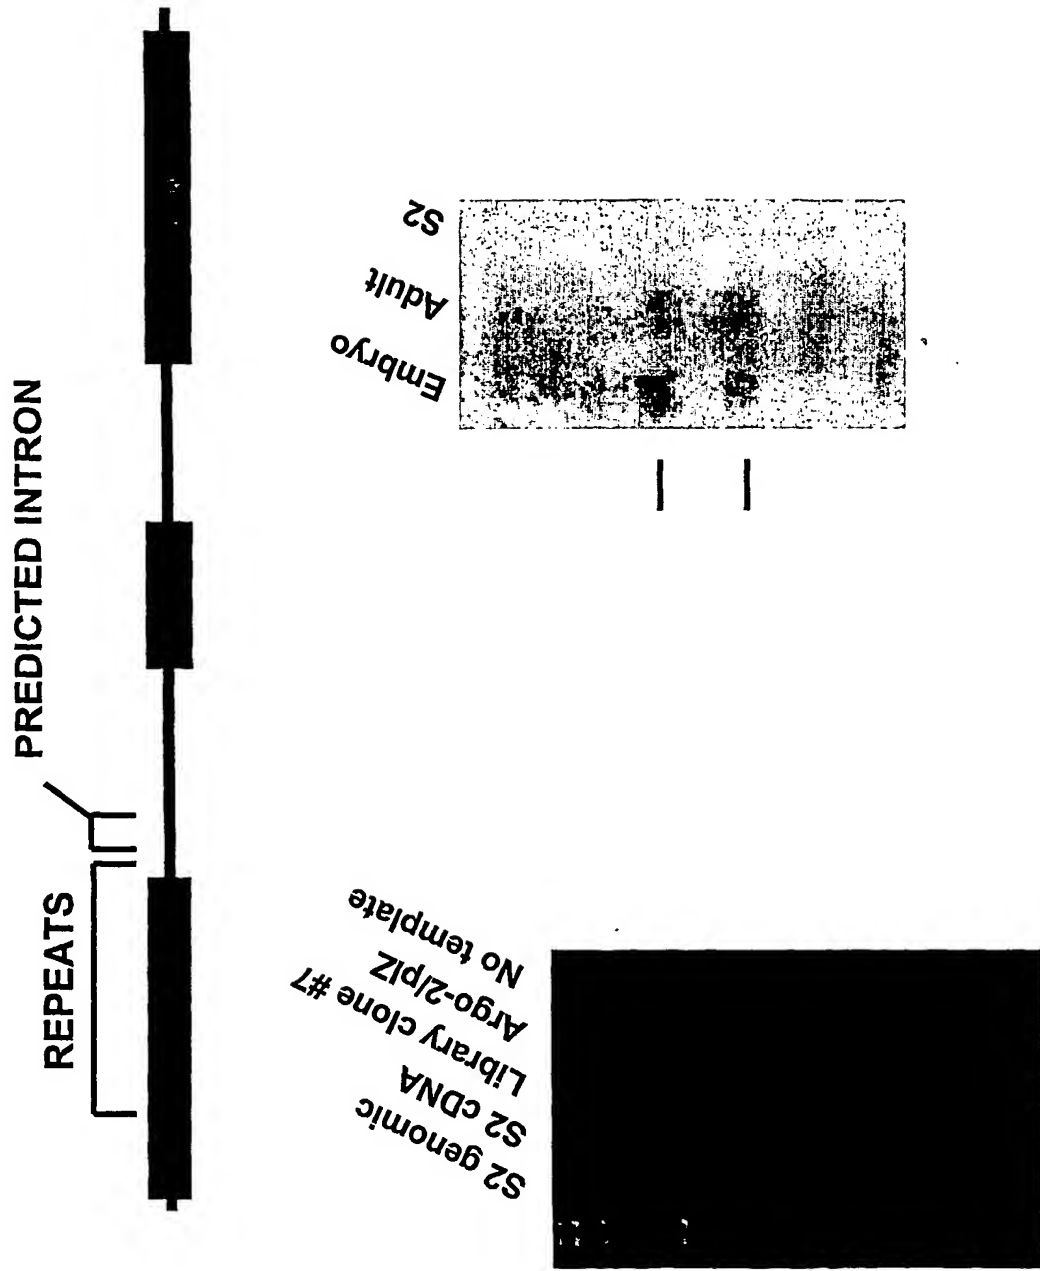 REPEATS
PREDICTED INTRON
S2 genomic
S2 cDNA
Library clone #7
Argo-2/pIZ
No template
Embryo
Adult
S2